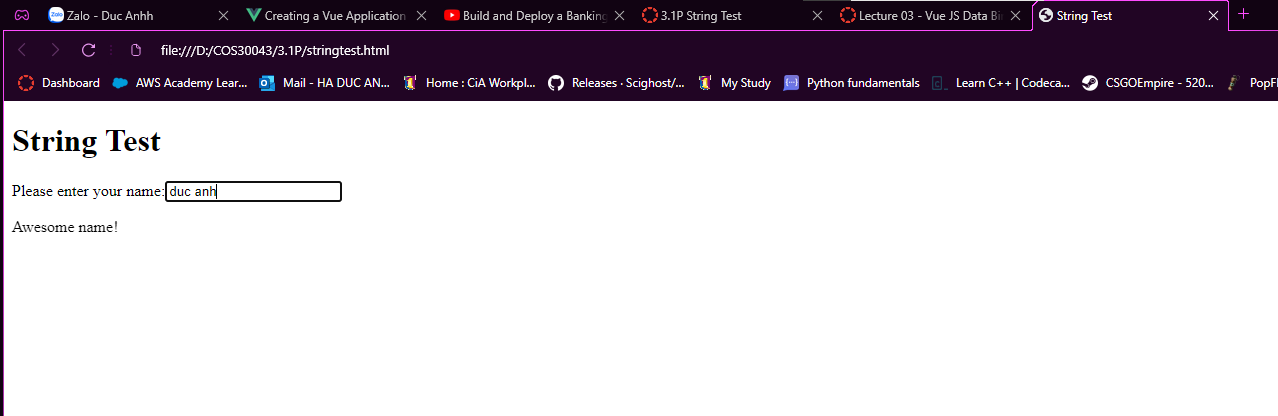 Zalo - Duc Anhh Creating a Vue Application Build and Deploy a Banking 3.1P String Test Lecture 03 - Vue JS Data Bi String Test
file:///D:/COS30043/3.1P/stringtest.html
Dashboard AWS Academy Lear... Mail - HA DUC AN... Home : CiA Workpl... Releases · Scighost/... My Study Python fundamentals Learn C++ | Codeca... CSGOEmpire - 520... PopFl
String Test
Please enter your name: duc anh
Awesome name!